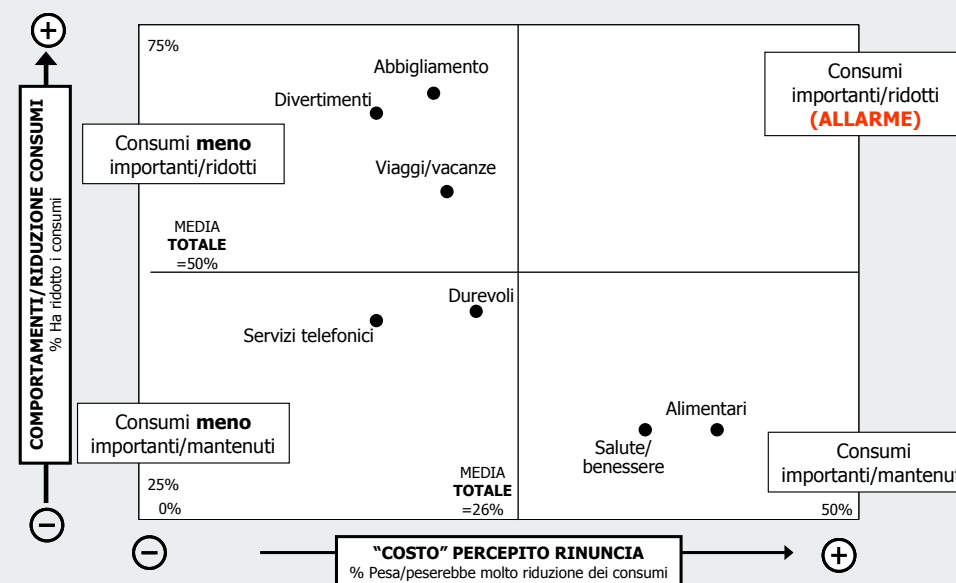 +
75%
Abbigliamento
Divertimenti
Consumi
importanti/ridotti
(ALLARME)
Consumi meno
importanti/ridotti
Viaggi/vacanze
COMPORTAMENTI/RIDUZIONE CONSUMI
% Ha ridotto i consumi
MEDIA
TOTALE
=50%
Durevoli
Servizi telefonici
Consumi meno
importanti/mantenuti
Alimentari
Salute/
benessere
Consumi
importanti/mantenut
MEDIA
TOTALE
=26%
25%
0%
50%
−
−
+
"COSTO" PERCEPITO RINUNCIA
% Pesa/peserebbe molto riduzione dei consumi